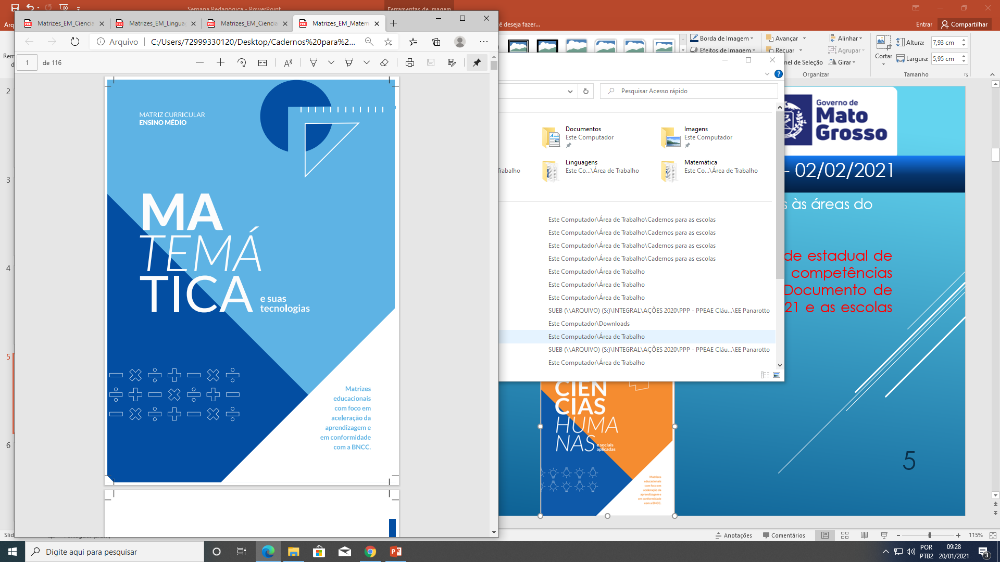 Semana Pedagógica - PowerPoint
Ferramentas de Imagem
Matrizes_EM_Ciencia
Matrizes_EM_Lingua
Matrizes_EM_Ciencia
Matrizes_EM_Matem
ê deseja fazer...
Entrar
Compartilhar
Arquivo
C:/Users/72999330120/Desktop/Cadernos%20para%2...
1
de 116
Borda de Imagem
Efeitos de Imagem
Avançar
Recuar
nel de Seleção
Alinhar
Agrupar
Girar
Organizar
Cortar
Altura:
7,93 cm
Largura:
5,95 cm
Tamanho
2
3
4
5
6
MATRIZ CURRICULAR
ENSINO MÉDIO
MA
TEMÁ
TICA
e suas
tecnologias
Matrizes
educacionais
com foco em
aceleração da
aprendizagem e
em conformidade
com a BNCC.
Pesquisar Acesso rápido
Documentos
Este Computador
Imagens
Este Computador
Trabalho
Linguagens
Este Co...\Área de Trabalho
Matemática
Este Co...\Área de Trabalho
Este Computador\Área de Trabalho\Cadernos para as escolas
Este Computador\Área de Trabalho\Cadernos para as escolas
Este Computador\Área de Trabalho\Cadernos para as escolas
Este Computador\Área de Trabalho\Cadernos para as escolas
Este Computador\Área de Trabalho
Este Computador\Área de Trabalho
Este Computador\Área de Trabalho
SUEB (\\ARQUIVO) (S:)\INTEGRAL\AÇÕES 2020\PPP - PPEAE Cláu...\EE Panarotto
Este Computador\Downloads
Este Computador\Área de Trabalho
SUEB (\\ARQUIVO) (S:)\INTEGRAL\AÇÕES 2020\PPP - PPEAE Cláu...\EE Panarotto
Este Computador\Área de Trabalho
Governo de
Mato
Grosso
- 02/02/2021
s às áreas do
de estadual de
competências
Documento de
21 e as escolas
CIEN
CIAS
HUMA
NAS
e sociais
aplicadas
Matrizes
educacionais
com foco em
aceleração da
aprendizagem e
em conformidade
com a BNCC.
5
Anotações
Comentários
115%
Digite aqui para pesquisar
POR
PTB2
09:28
20/01/2021
3